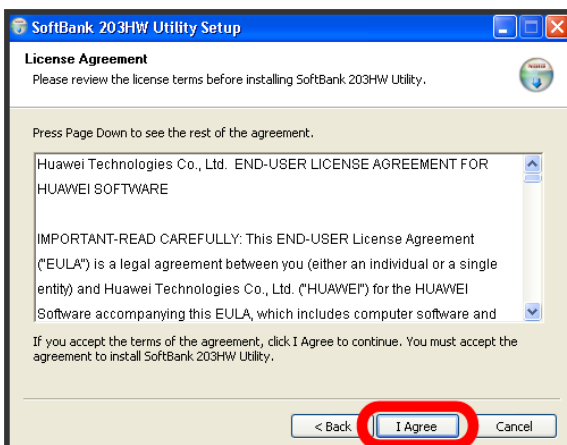 SoftBank 203HW Utility Setup
License Agreement
Please review the license terms before installing SoftBank 203HW Utility.
Press Page Down to see the rest of the agreement.
Huawei Technologies Co., Ltd.  END-USER LICENSE AGREEMENT FOR
HUAWEI SOFTWARE
IMPORTANT-READ CAREFULLY: This END-USER License Agreement
("EULA") is a legal agreement between you (either an individual or a single
entity) and Huawei Technologies Co., Ltd. ("HUAWEI") for the HUAWEI
Software accompanying this EULA, which includes computer software and
If you accept the terms of the agreement, click I Agree to continue. You must accept the
agreement to install SoftBank 203HW Utility.
< Back I Agree Cancel